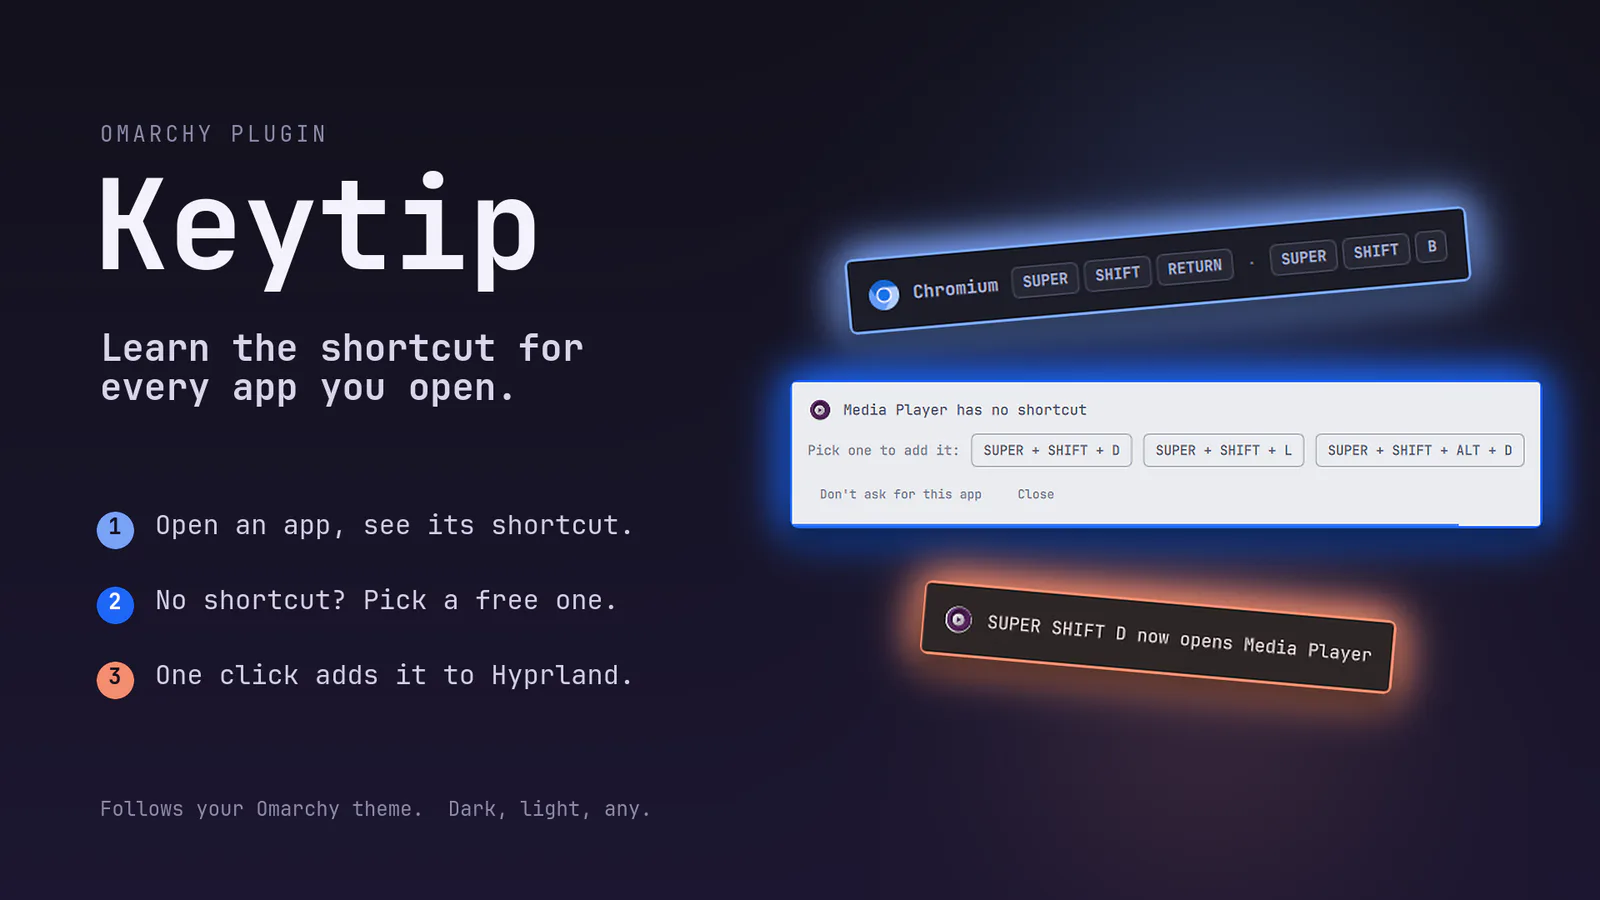 OMARCHY PLUGIN
Keytip
Learn the shortcut for
every app you open.
1 Open an app, see its shortcut.
2 No shortcut? Pick a free one.
3 One click adds it to Hyprland.
Follows your Omarchy theme. Dark, light, any.
Chromium SUPER SHIFT RETURN · SUPER SHIFT B
Media Player has no shortcut
Pick one to add it: SUPER + SHIFT + D SUPER + SHIFT + L SUPER + SHIFT + ALT + D
Don't ask for this app Close
SUPER SHIFT D now opens Media Player